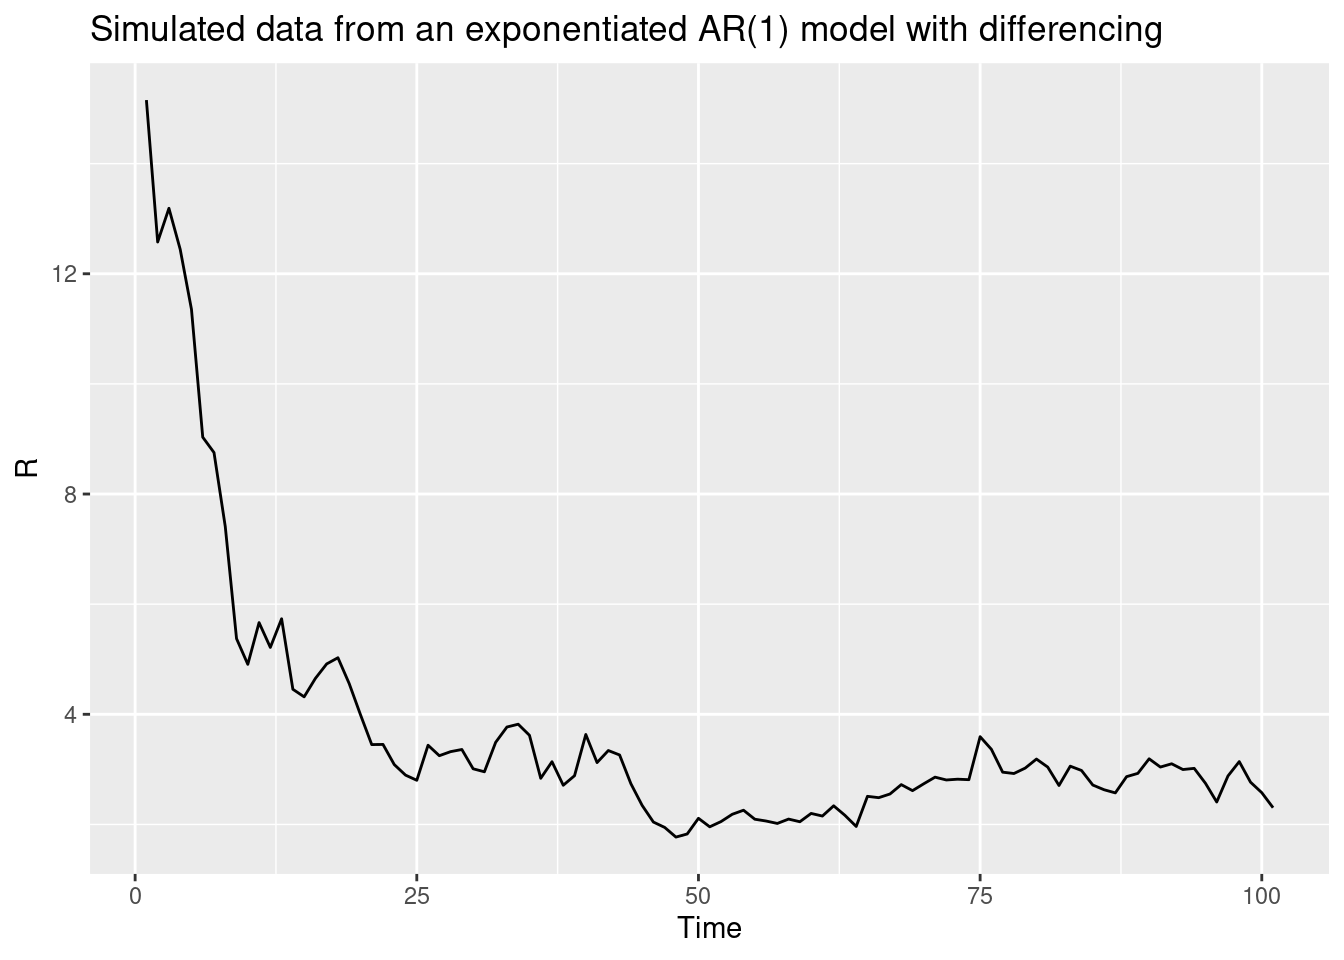 Simulated data from an exponentiated AR(1) model with differencing
12
8
4
R
0 25 50 75 100
Time